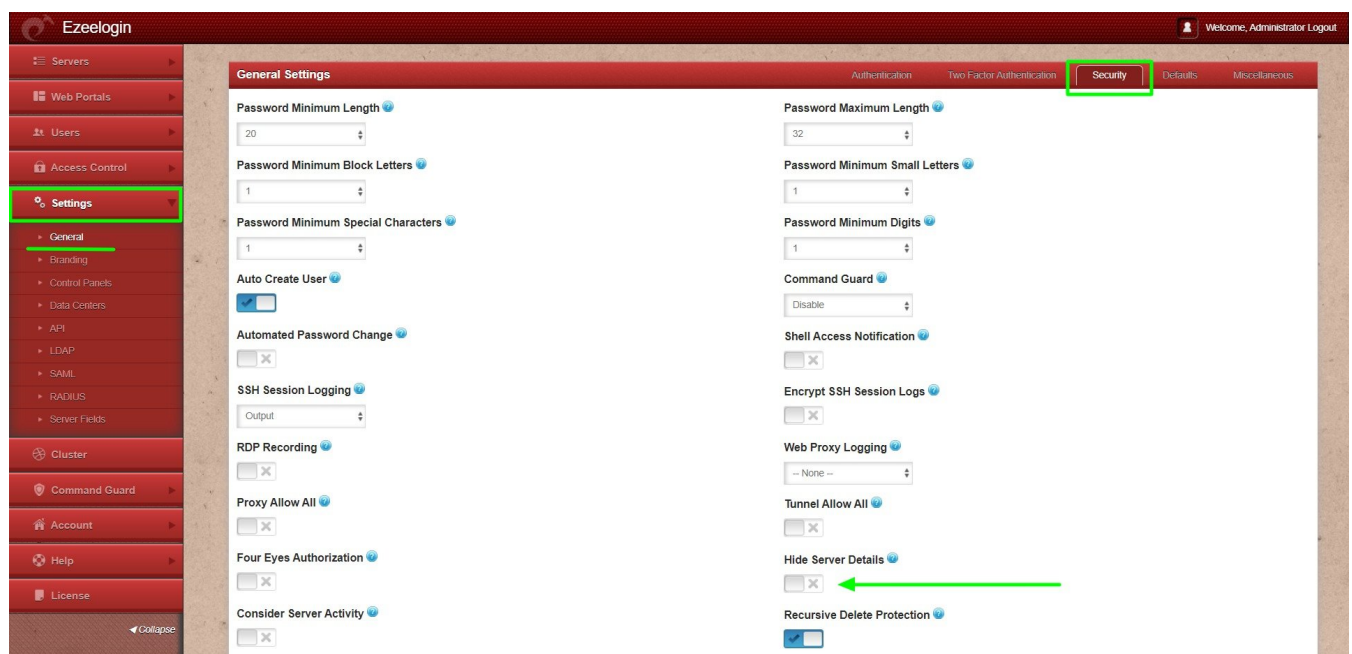 Ezeelogin
Welcome, Administrator Logout
Servers
Web Portals
Users
Access Control
Settings
General
Branding
Control Panels
Data Centers
API
LDAP
SAML
RADIUS
Server Fields
Cluster
Command Guard
Account
Help
License
Collapse
General Settings
Authentication Two Factor Authentication Security Defaults Miscellaneous
Password Minimum Length Password Maximum Length
20 32
Password Minimum Block Letters Password Minimum Small Letters
1 1
Password Minimum Special Characters Password Minimum Digits
1 1
Auto Create User Command Guard
Disable
Automated Password Change Shell Access Notification
SSH Session Logging Encrypt SSH Session Logs
Output
RDP Recording Web Proxy Logging
-- None --
Proxy Allow All Tunnel Allow All
Four Eyes Authorization Hide Server Details
Consider Server Activity Recursive Delete Protection